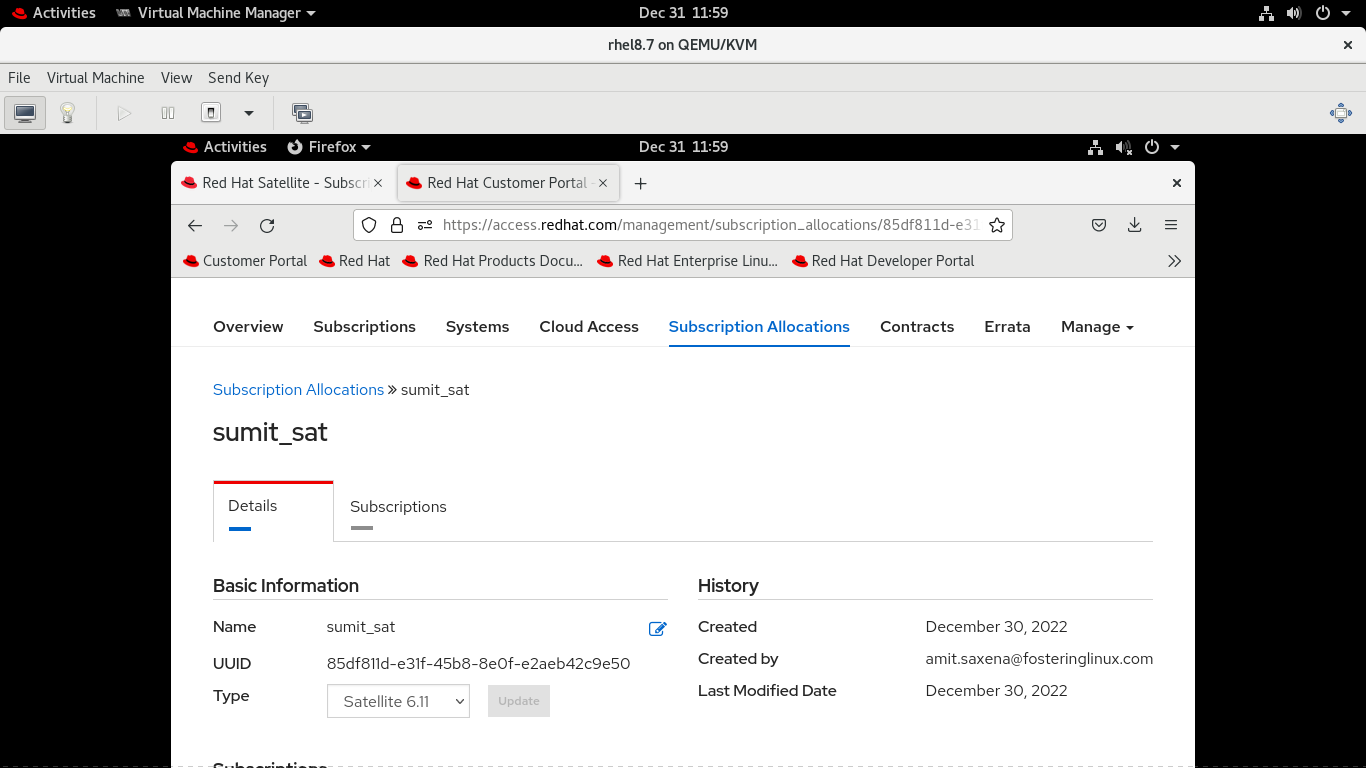 Activities Virtual Machine Manager Dec 31 11:59
rhel8.7 on QEMU/KVM
File Virtual Machine View Send Key
Activities Firefox Dec 31 11:59
Red Hat Satellite - Subscri Red Hat Customer Portal -
https://access.redhat.com/management/subscription_allocations/85df811d-e31
Customer Portal Red Hat Red Hat Products Docu... Red Hat Enterprise Linu... Red Hat Developer Portal
Overview Subscriptions Systems Cloud Access Subscription Allocations Contracts Errata Manage
Subscription Allocations » sumit_sat
sumit_sat
Details Subscriptions
Basic Information History
Name sumit_sat Created December 30, 2022
UUID 85df811d-e31f-45b8-8e0f-e2aeb42c9e50 Created by amit.saxena@fosteringlinux.com
Type Satellite 6.11 Update Last Modified Date December 30, 2022
Subscriptions